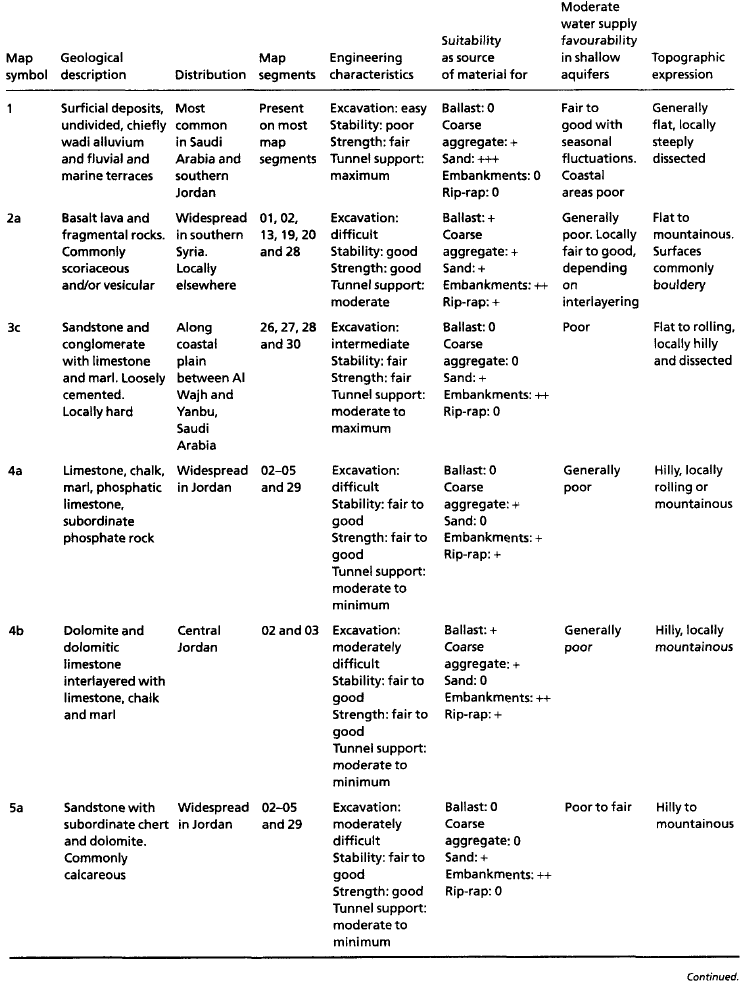 Map
symbol
Geological
description
Distribution
Map
segments
Engineering
characteristics
Suitability
as source
of material for
Moderate
water supply
favourability
in shallow
aquifers
Topographic
expression
1
Surficial deposits,
undivided, chiefly
wadi alluvium
and fluvial and
marine terraces
Most
common
in Saudi
Arabia and
southern
Jordan
Present
on most
map
segments
Excavation: easy
Stability: poor
Strength: fair
Tunnel support:
maximum
Ballast: 0
Coarse
aggregate: +
Sand: +++
Embankments: 0
Rip-rap: 0
Fair to
good with
seasonal
fluctuations.
Coastal
areas poor
Generally
flat, locally
steeply
dissected
2a
Basalt lava and
fragmental rocks.
Commonly
scoriaceous
and/or vesicular
Widespread
in southern
Syria.
Locally
elsewhere
01, 02,
13, 19, 20
and 28
Excavation:
difficult
Stability: good
Strength: good
Tunnel support:
moderate
Ballast: +
Coarse
aggregate: +
Sand: +
Embankments: ++
Rip-rap: +
Generally
poor. Locally
fair to good,
depending
on
interlayering
Flat to
mountainous.
Surfaces
commonly
bouldery
3c
Sandstone and
conglomerate
with limestone
and marl. Loosely
cemented.
Locally hard
Along
coastal
plain
between Al
Wajh and
Yanbu,
Saudi
Arabia
26, 27, 28
and 30
Excavation:
intermediate
Stability: fair
Strength: fair
Tunnel support:
moderate to
maximum
Ballast: 0
Coarse
aggregate: 0
Sand: +
Embankments: ++
Rip-rap: 0
Poor
Flat to rolling,
locally hilly
and dissected
4a
Limestone, chalk,
marl, phosphatic
limestone,
subordinate
phosphate rock
Widespread
in Jordan
02–05
and 29
Excavation:
difficult
Stability: fair to
good
Strength: fair to
good
Tunnel support:
moderate to
minimum
Ballast: 0
Coarse
aggregate: +
Sand: 0
Embankments: +
Rip-rap: +
Generally
poor
Hilly, locally
rolling or
mountainous
4b
Dolomite and
dolomitic
limestone
interlayered with
limestone, chalk
and marl
Central
Jordan
02 and 03
Excavation:
moderately
difficult
Stability: fair to
good
Strength: fair to
good
Tunnel support:
moderate to
minimum
Ballast: +
Coarse
aggregate: +
Sand: 0
Embankments: ++
Rip-rap: +
Generally
poor
Hilly, locally
mountainous
5a
Sandstone with
subordinate chert
and dolomite.
Commonly
calcareous
Widespread
in Jordan
02–05
and 29
Excavation:
moderately
difficult
Stability: fair to
good
Strength: good
Tunnel support:
moderate to
minimum
Ballast: 0
Coarse
aggregate: 0
Sand: +
Embankments: ++
Rip-rap: 0
Poor to fair
Hilly to
mountainous
Continued.